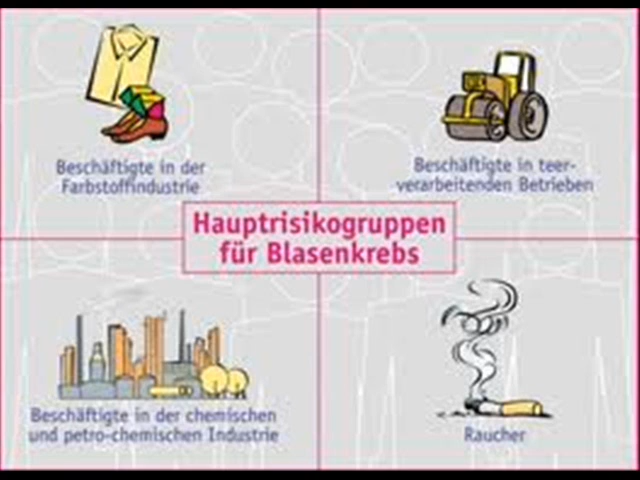 Beschäftigte in der
Farbstoffindustrie
Beschäftigte in teer-
verarbeitenden Betrieben
Hauptrisikogruppen
für Blasenkrebs
Beschäftigte in der chemischen
und petro-chemischen Industrie
Raucher